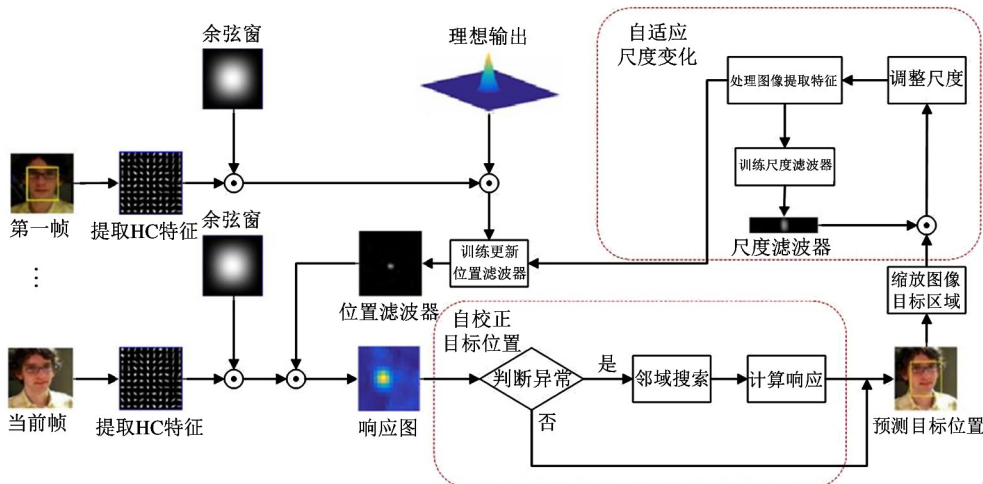 余弦窗
理想输出
自适应
尺度变化
处理图像提取特征
调整尺度
训练尺度滤波器
第一帧
提取HC特征
余弦窗
尺度滤波器
...
训练更新
位置滤波器
位置滤波器
缩放图像
目标区域
自校正
目标位置
判断异常
是
邻域搜索
计算响应
否
当前帧
提取HC特征
响应图
预测目标位置